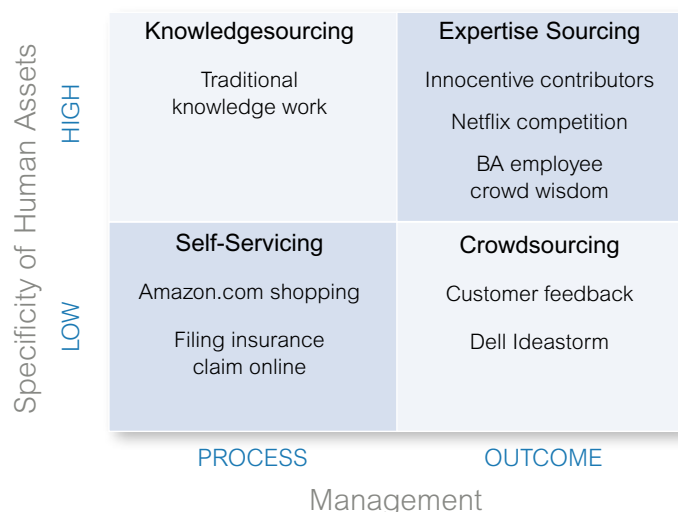 Knowledgesourcing
Traditional
knowledge work
Expertise Sourcing
Innocentive contributors
Netflix competition
BA employee
crowd wisdom
Self-Servicing
Amazon.com shopping
Filing insurance
claim online
Crowdsourcing
Customer feedback
Dell Ideastorm
Specificity of Human Assets
HIGH
LOW
PROCESS
OUTCOME
Management